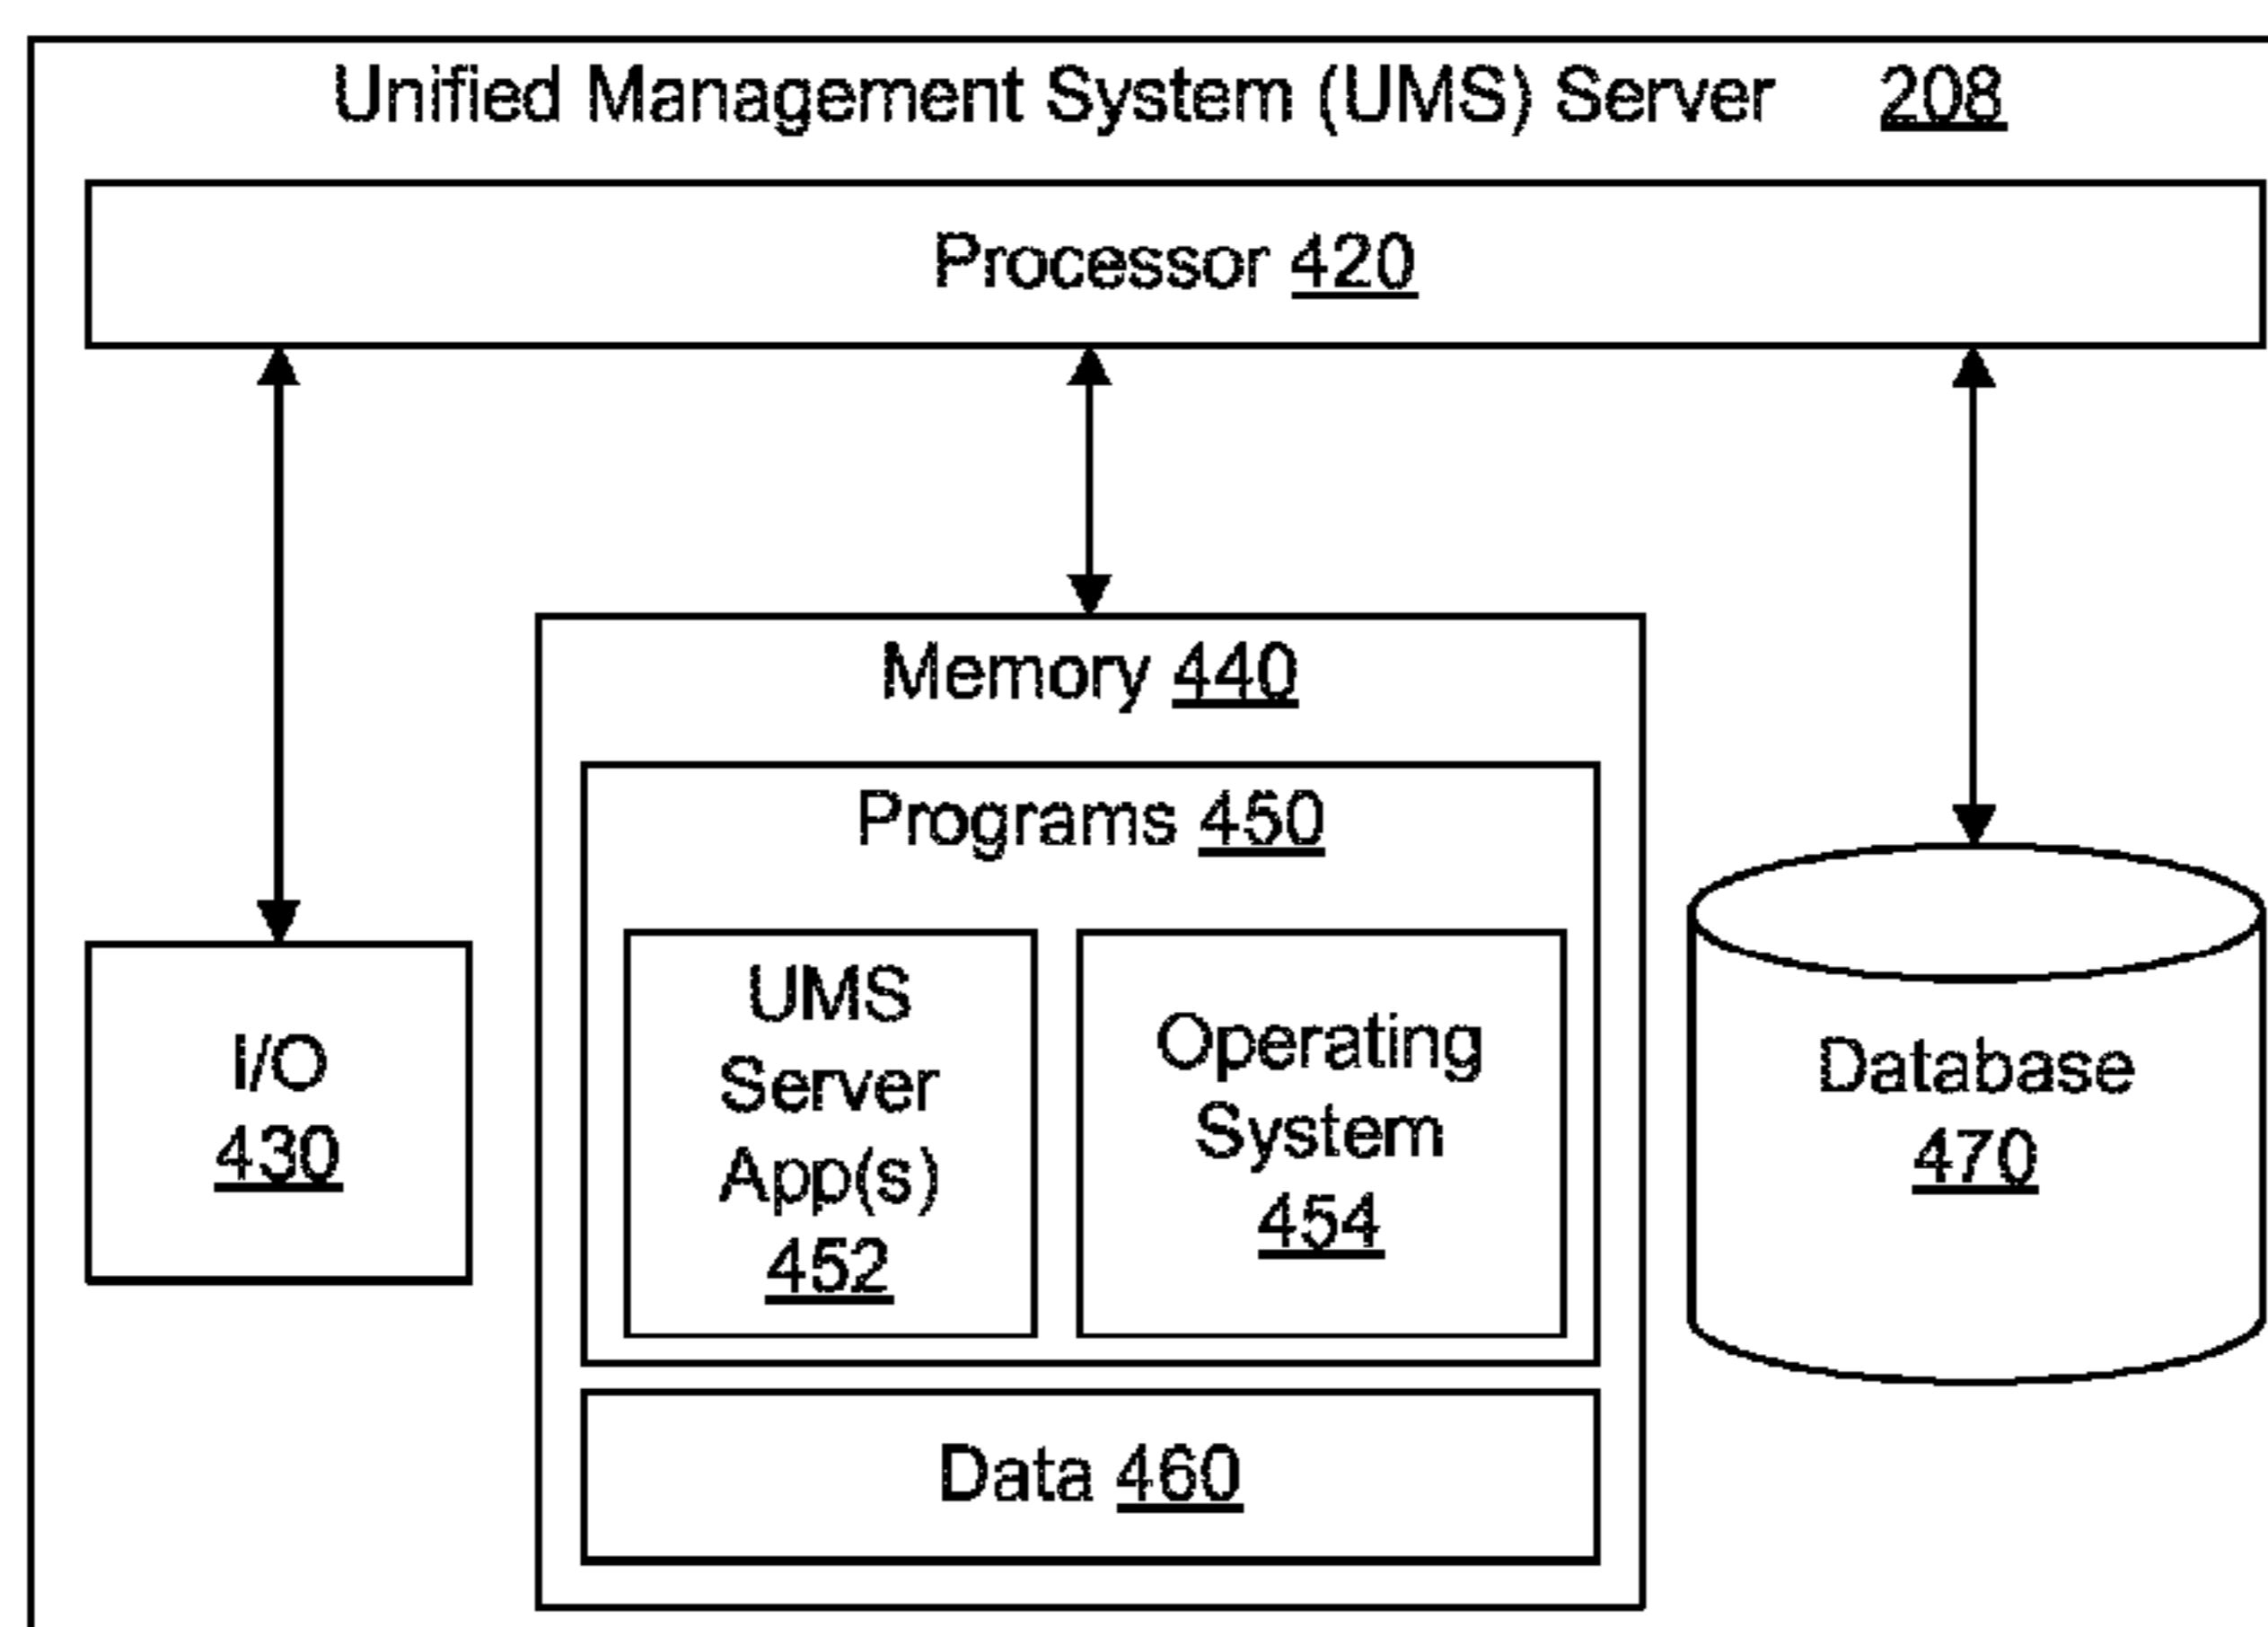 Unified Management System (UMS) Server 208
Processor 420
Memory 440
Programs 450
UMS
Server
App(s)
452
Operating
System
454
I/O
430
Database
470
Data 460